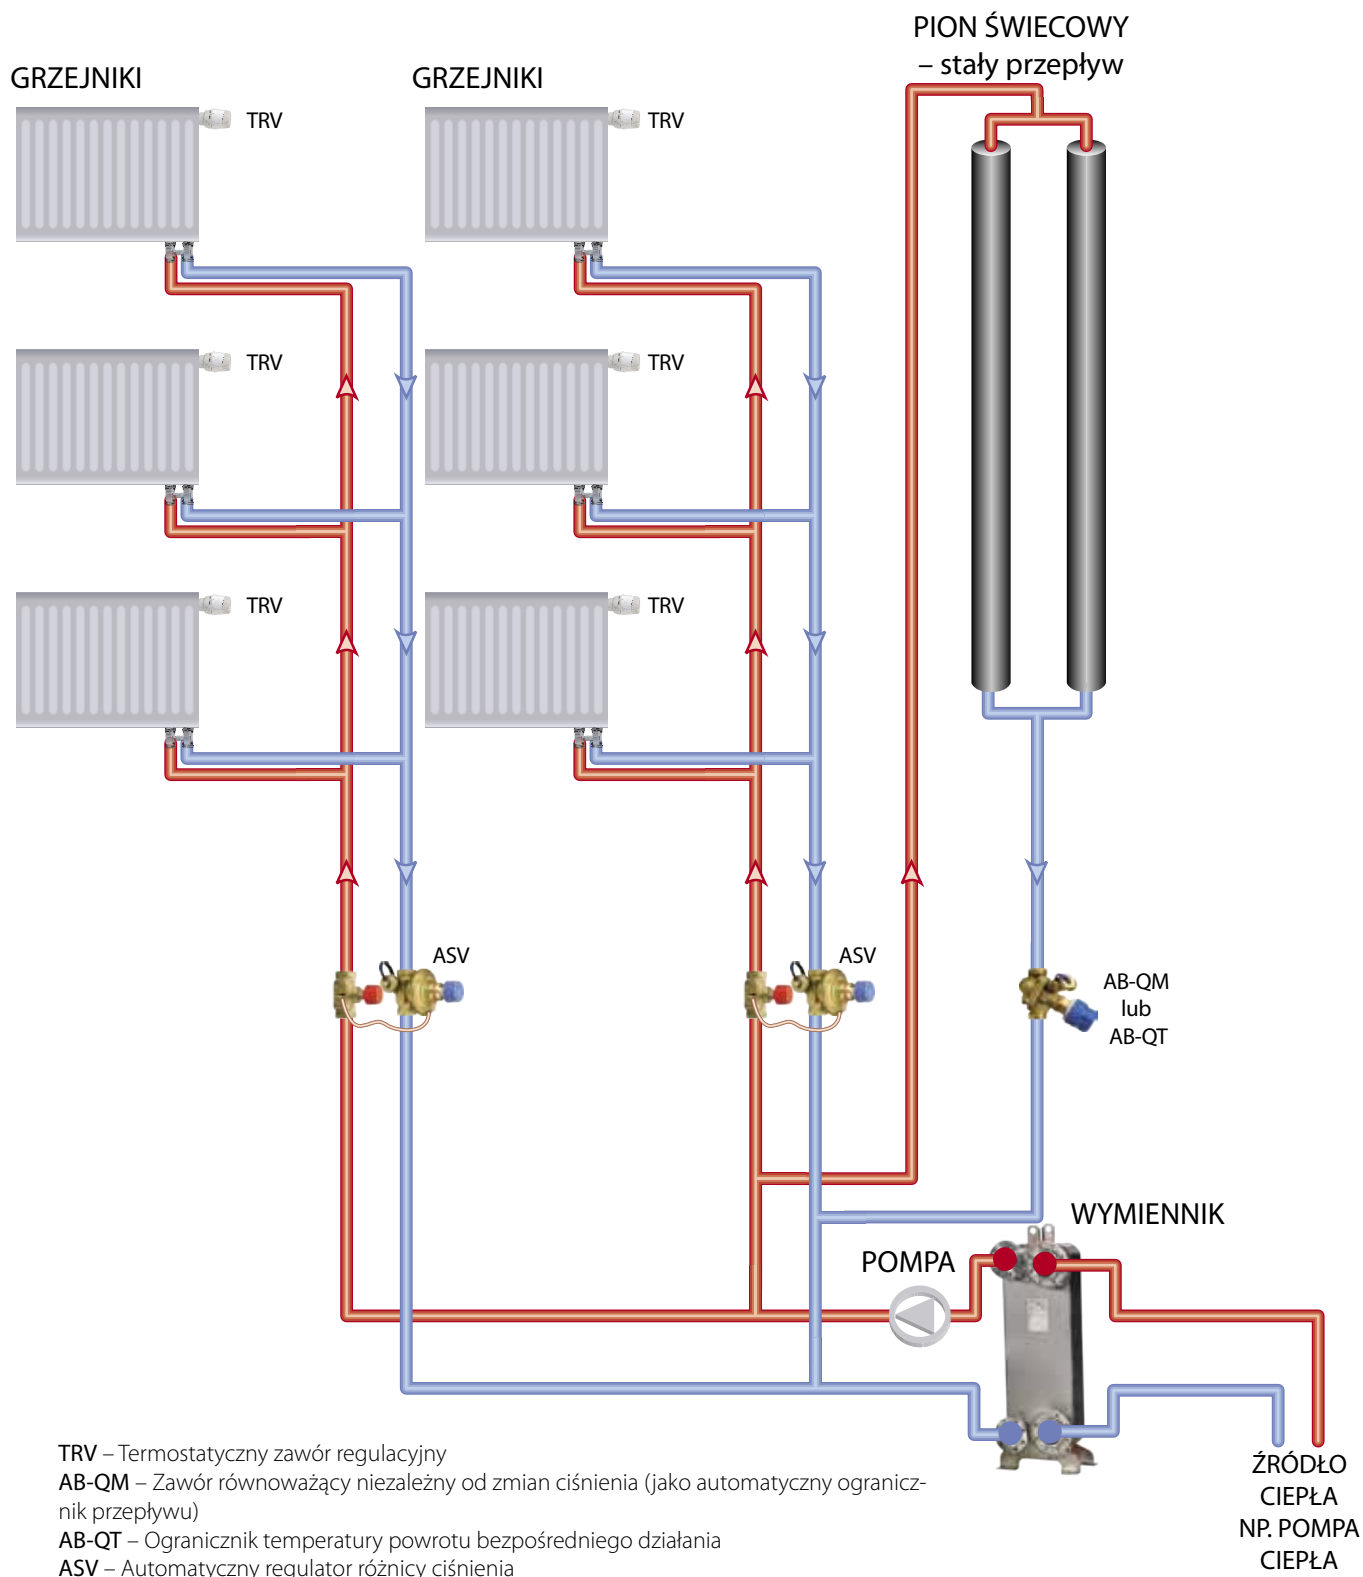 PION ŚWIECOWY
– stały przepływ
GRZEJNIKI
GRZEJNIKI
TRV
TRV
TRV
TRV
TRV
TRV
ASV
ASV
AB-QM
lub
AB-QT
WYMIENNIK
POMPA
ŹRÓDŁO
CIEPŁA
NP. POMPA
CIEPŁA
TRV – Termostatyczny zawór regulacyjny
AB-QM – Zawór równoważący niezależny od zmian ciśnienia (jako automatyczny ogranicz-
nik przepływu)
AB-QT – Ogranicznik temperatury powrotu bezpośredniego działania
ASV – Automatyczny regulator różnicy ciśnienia